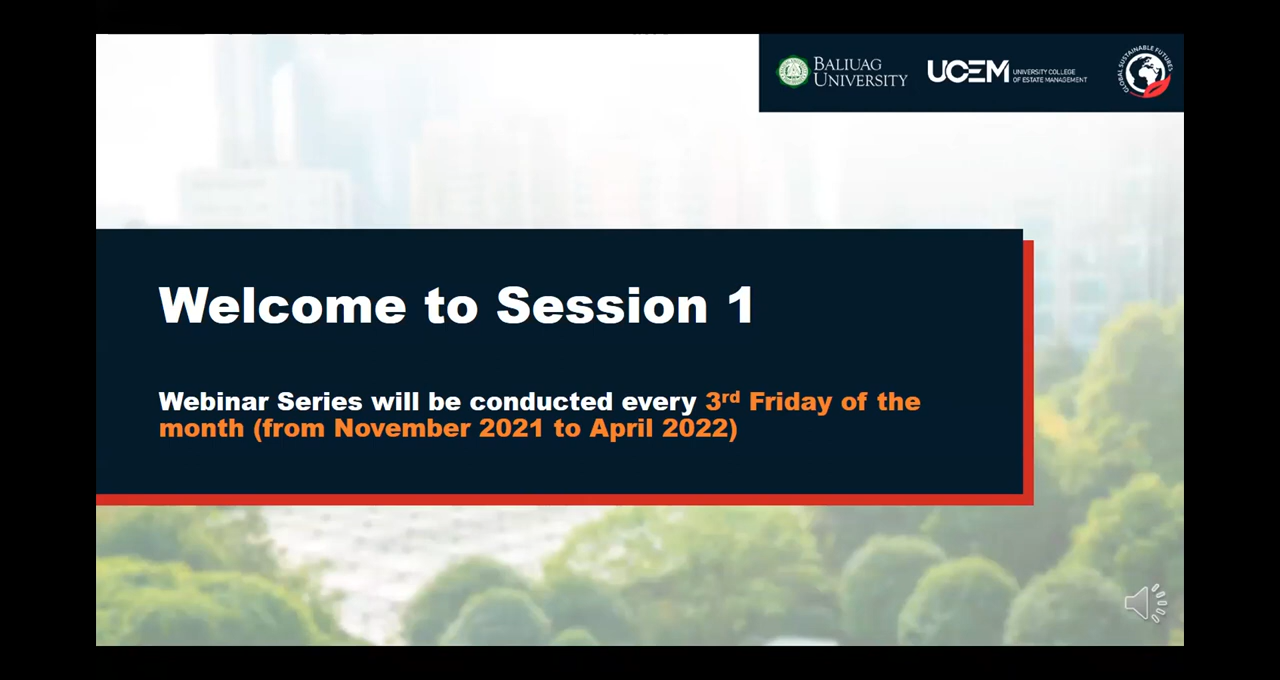 BALIUAG
UNIVERSITY
UCEM
UNIVERSITY COLLEGE
OF ESTATE MANAGEMENT
GLOBAL SUSTAINABLE FUTURES
Welcome to Session 1
Webinar Series will be conducted every 3rd Friday of the
month (from November 2021 to April 2022)